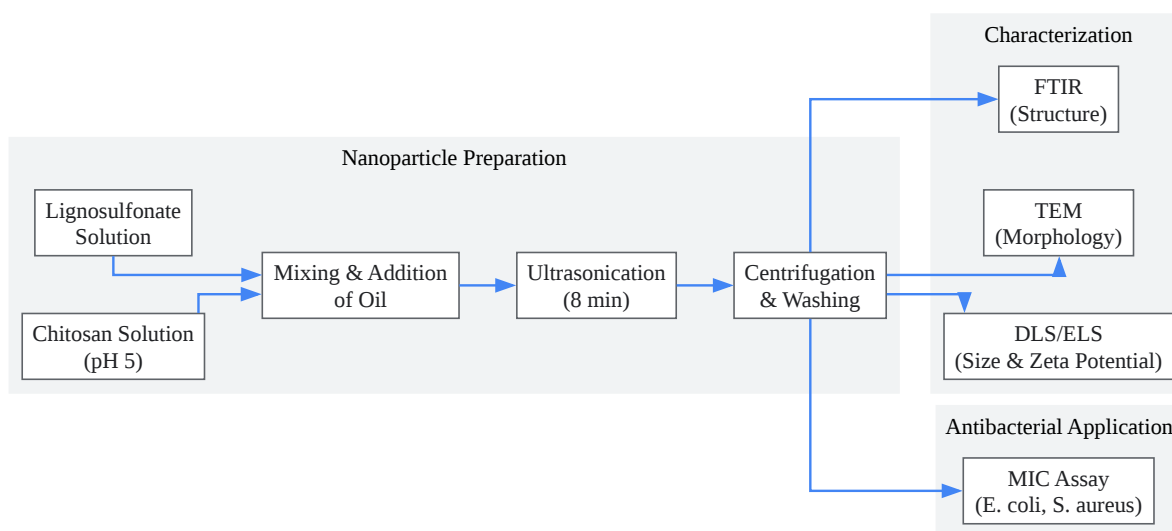 Nanoparticle Preparation
Lignosulfonate
Solution
Chitosan Solution
(pH 5)
Mixing & Addition
of Oil
Ultrasonication
(8 min)
Centrifugation
& Washing
Characterization
FTIR
(Structure)
TEM
(Morphology)
DLS/ELS
(Size & Zeta Potential)
Antibacterial Application
MIC Assay
(E. coli, S. aureus)